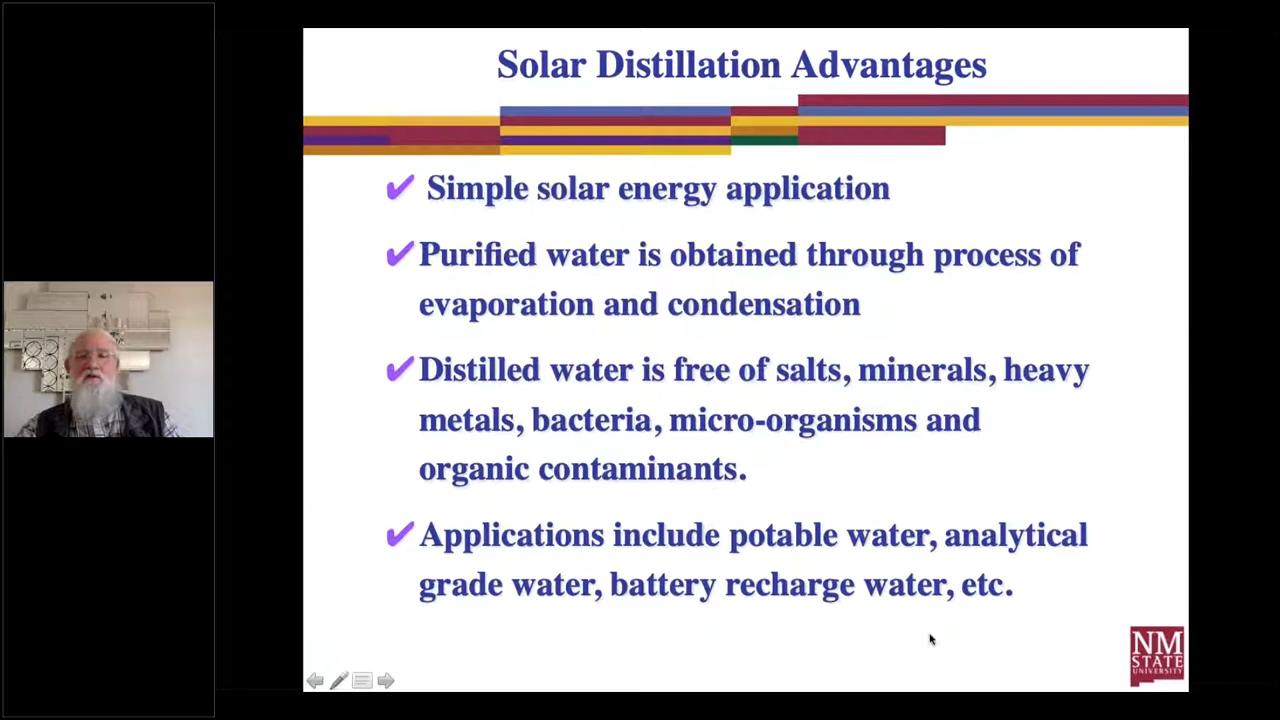 Solar Distillation Advantages
✔ Simple solar energy application
✔ Purified water is obtained through process of
evaporation and condensation
✔ Distilled water is free of salts, minerals, heavy
metals, bacteria, micro-organisms and
organic contaminants.
✔ Applications include potable water, analytical
grade water, battery recharge water, etc.
NM
STATE
UNIVERSITY